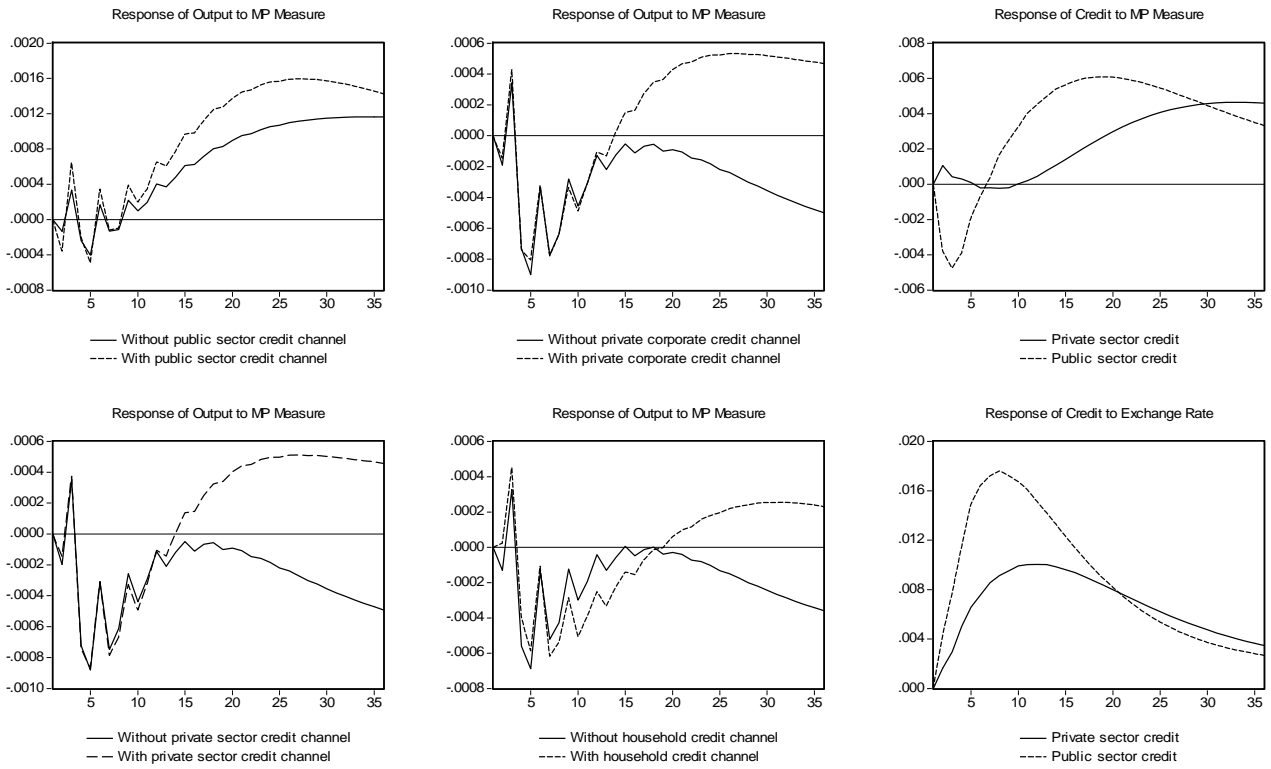 Response of Output to MP Measure
.0020
.0016
.0012
.0008
.0004
.0000
-.0004
-.0008
5 10 15 20 25 30 35
Without public sector credit channel
With public sector credit channel
Response of Output to MP Measure
.0006
.0004
.0002
.0000
-.0002
-.0004
-.0006
-.0008
-.0010
5 10 15 20 25 30 35
Without private corporate credit channel
With private corporate credit channel
Response of Credit to MP Measure
.008
.006
.004
.002
.000
-.002
-.004
-.006
5 10 15 20 25 30 35
Private sector credit
Public sector credit
Response of Output to MP Measure
.0006
.0004
.0002
.0000
-.0002
-.0004
-.0006
-.0008
-.0010
5 10 15 20 25 30 35
Without private sector credit channel
With private sector credit channel
Response of Output to MP Measure
.0006
.0004
.0002
.0000
-.0002
-.0004
-.0006
-.0008
5 10 15 20 25 30 35
Without household credit channel
With household credit channel
Response of Credit to Exchange Rate
.020
.016
.012
.008
.004
.000
5 10 15 20 25 30 35
Private sector credit
Public sector credit